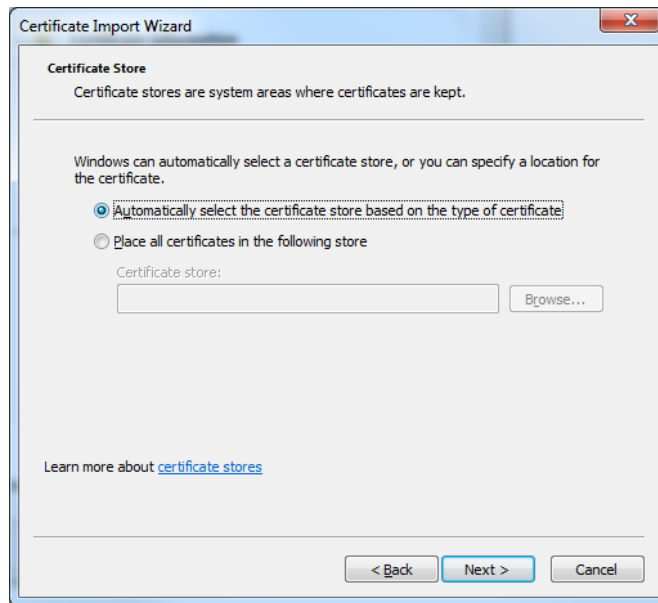 Certificate Import Wizard
Certificate Store
Certificate stores are system areas where certificates are kept.
Windows can automatically select a certificate store, or you can specify a location for
the certificate.
Automatically select the certificate store based on the type of certificate
Place all certificates in the following store
Certificate store:
Browse...
Learn more about certificate stores
< Back
Next >
Cancel